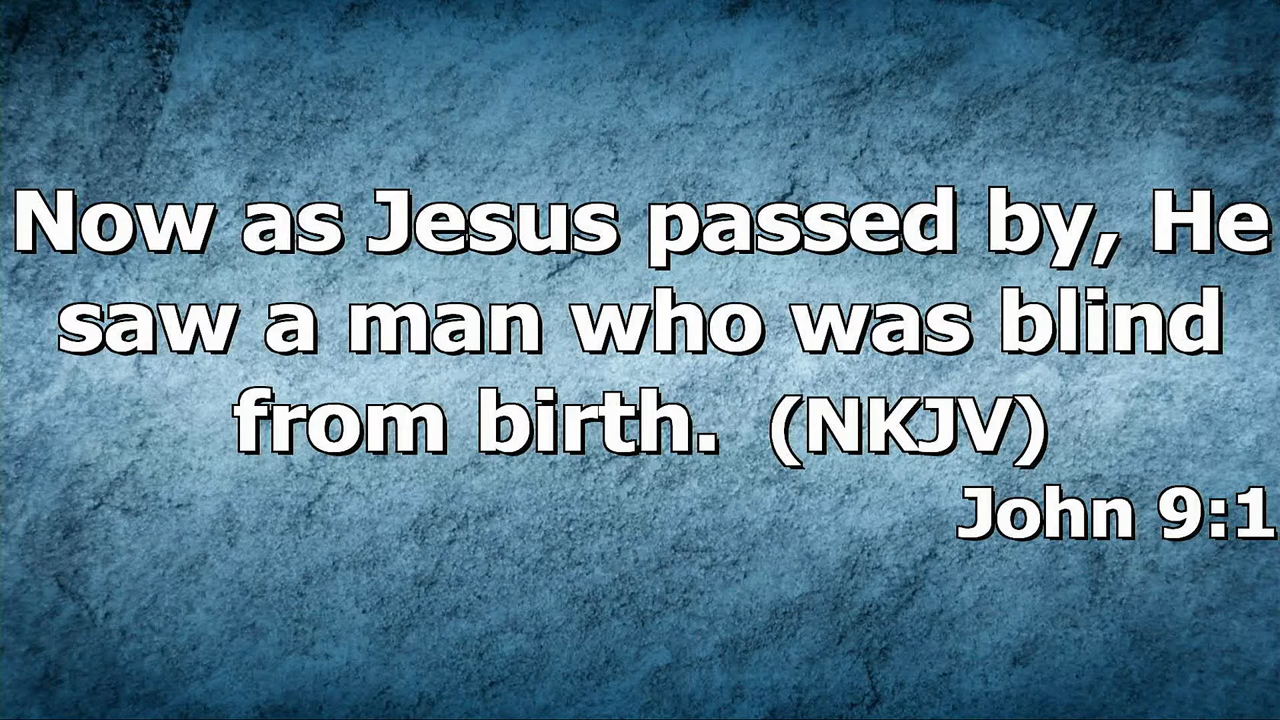 Now as Jesus passed by, He
saw a man who was blind
from birth. (NKJV)
John 9:1